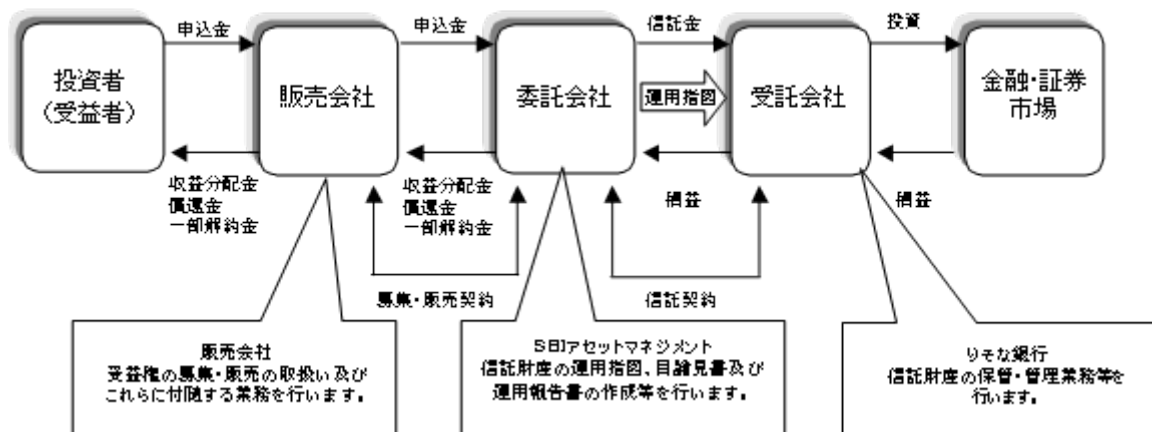 申込金
申込金
信託金
投資
投資者
（受益者）
販売会社
委託会社
運用指図
受託会社
金融・証券
市場
収益分配金
償還金
一部解約金
収益分配金
償還金
一部解約金
損益
損益
募集・販売契約
信託契約
販売会社
受益権の募集・販売の取扱い及び
これらに付随する業務を行います。
SBIアセットマネジメント
信託財産の運用指図、目論見書及び
運用報告書の作成等を行います。
りそな銀行
信託財産の保管・管理業務等を
行います。